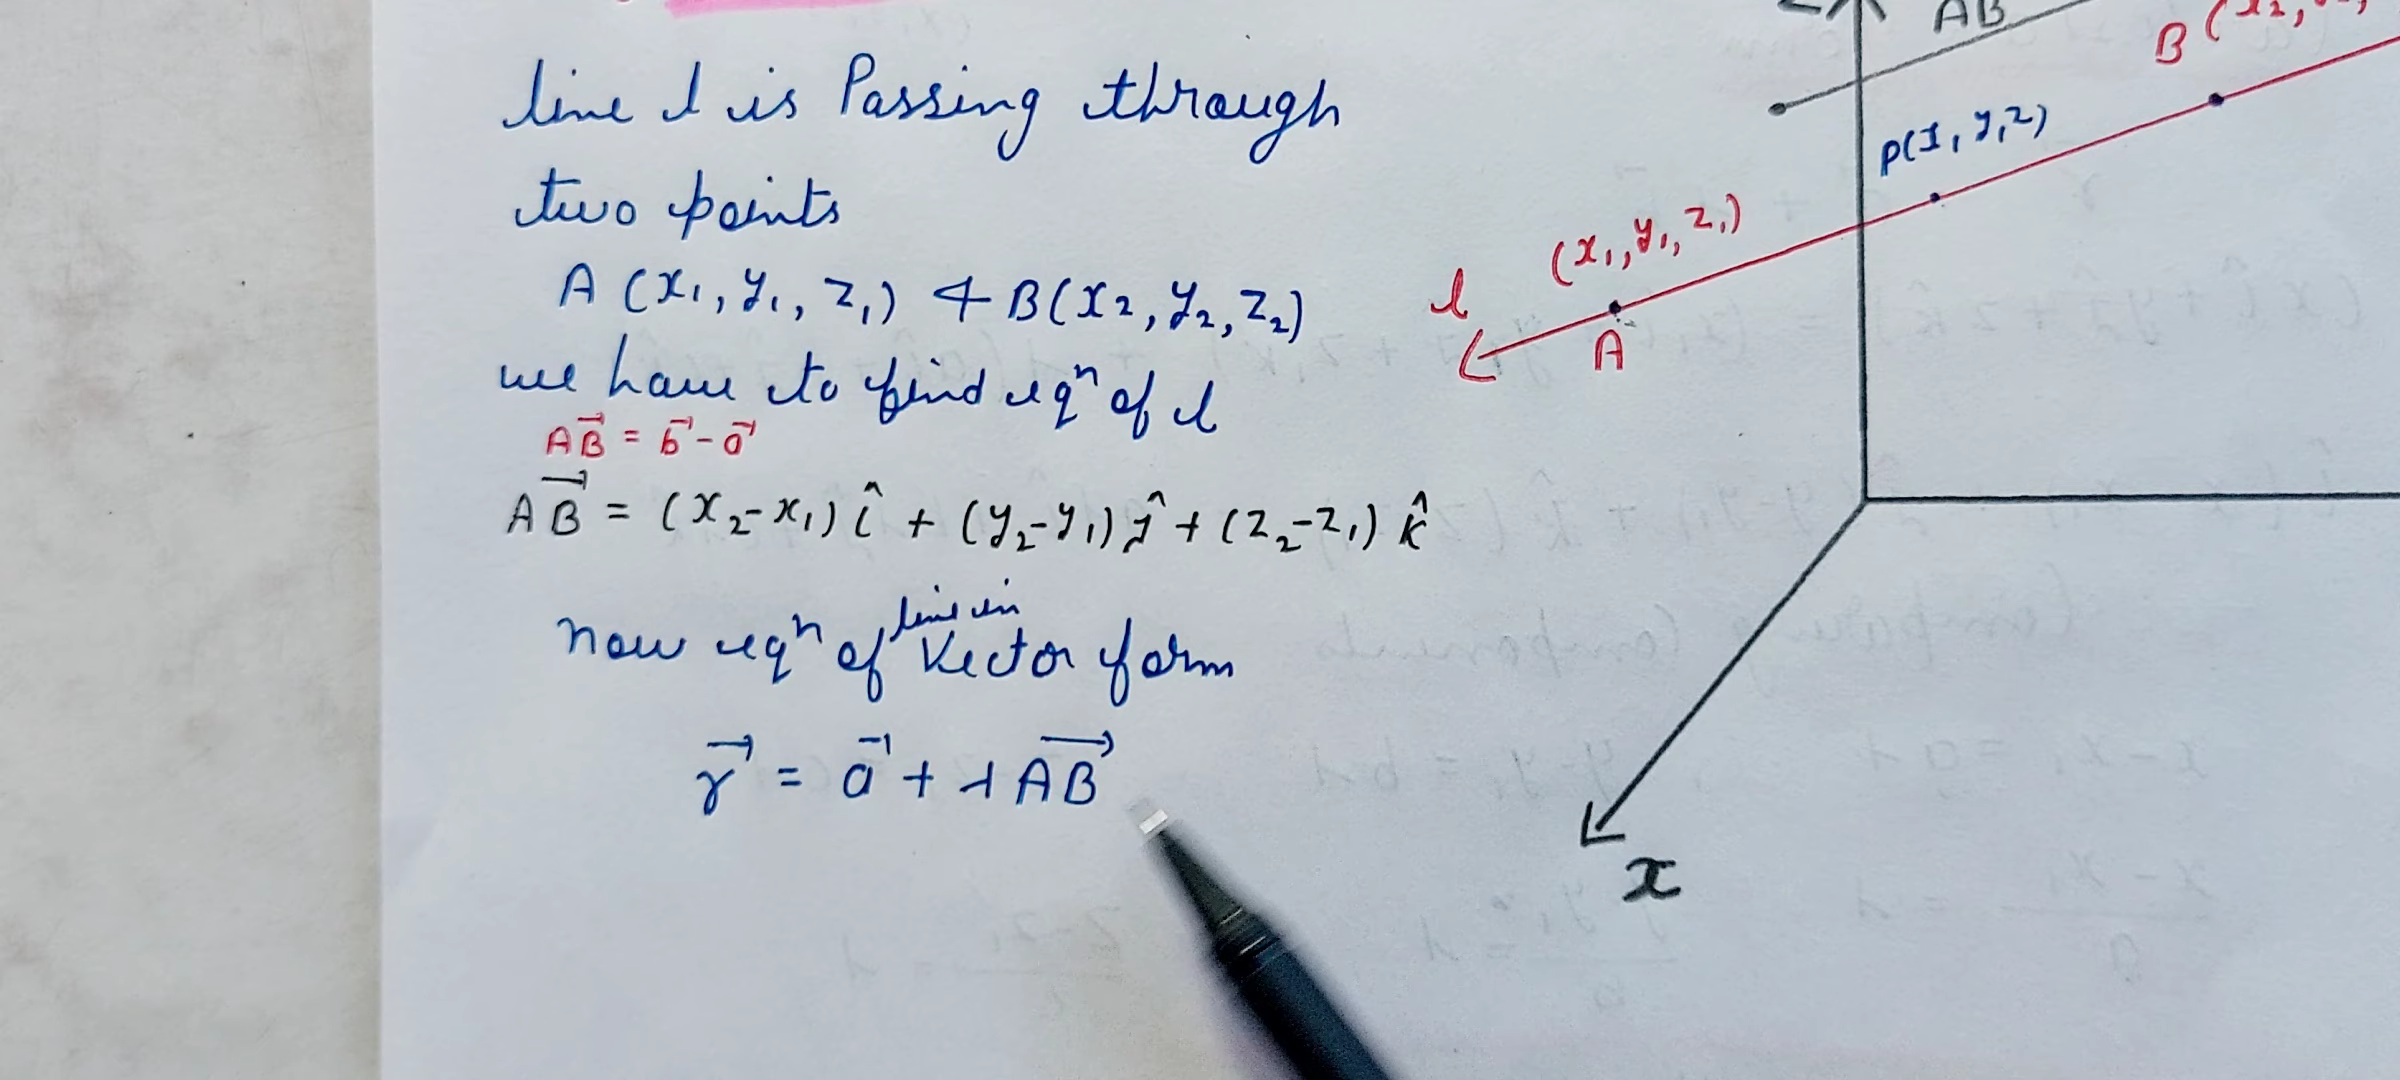 line l is Passing through
two points
A (x₁, y₁, z₁) & B(x₂, y₂, z₂)
we have to find eqⁿ of l
AB⃗ = b⃗ - a⃗
AB⃗ = (x₂-x₁) î + (y₂-y₁) ĵ + (z₂-z₁) k̂
now eqⁿ of line in Vector form
r⃗ = a⃗ + λ AB⃗
AB
B (x₂,
P(x, y, z)
(x₁, y₁, z₁)
l
A
x